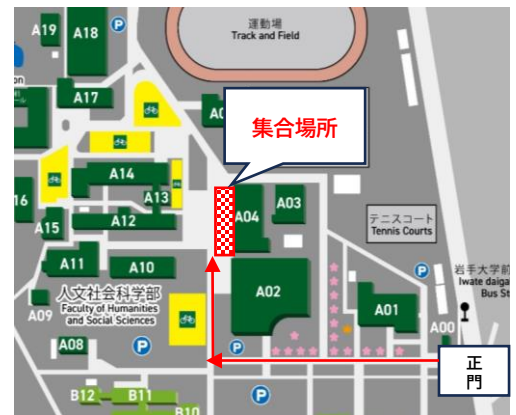 運動場
Track and Field
A19
A18
P
A17
集合場所
A14
A13
A12
16
A15
A04
A03
テニスコート
Tennis Courts
A11
A10
P
岩手大学前
Iwate daiga
Bus St
人文社会科学部
Faculty of Humanities
and Social Sciences
A09
A02
A01
A00
A08
P
P
正
門
B12
B11
B10
P